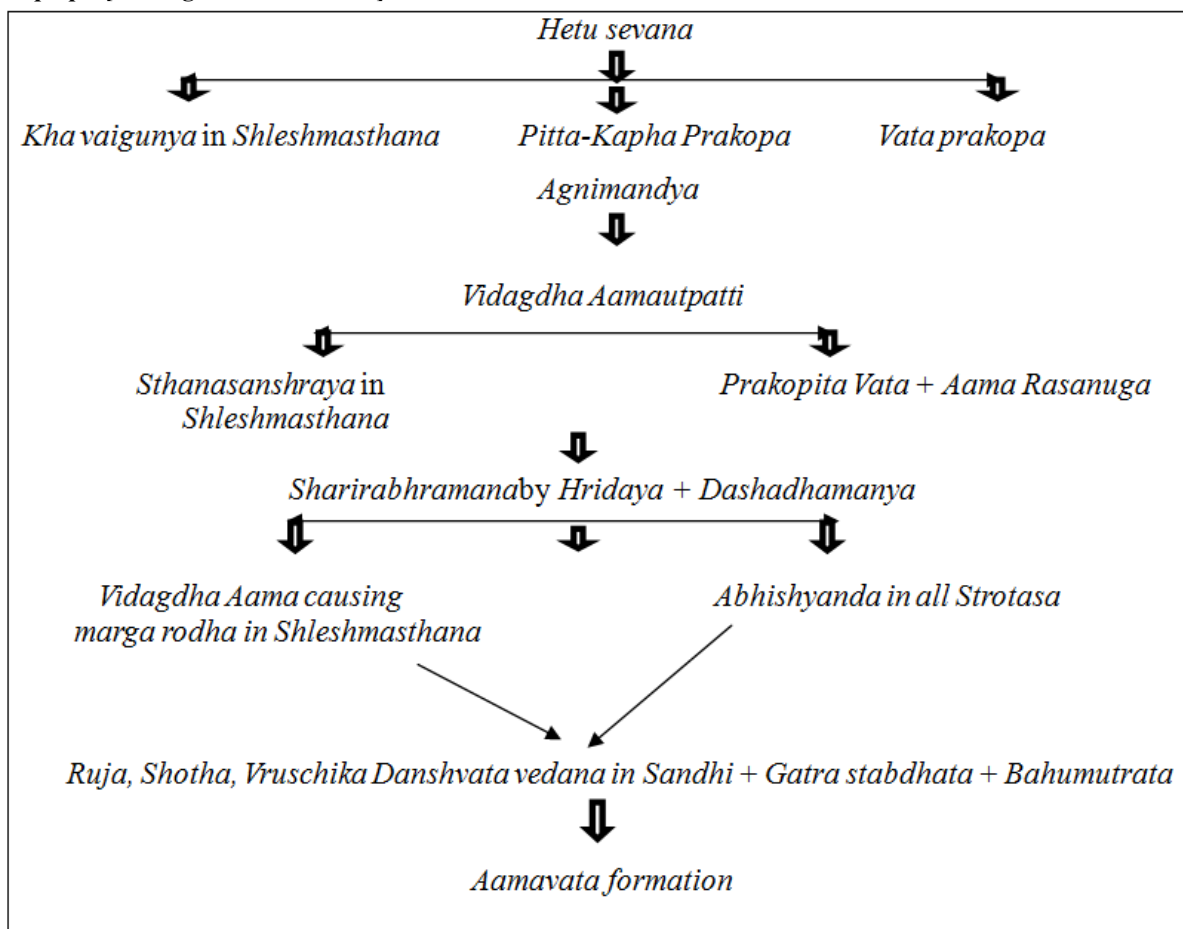 Hetu sevana
Kha vaigunya in Shleshmasthana
Pitta-Kapha Prakopa
Vata prakopa
Agnimandya
Vidagdha Aamautpatti
Sthanasanshraya in
Shleshmasthana
Prakopita Vata + Aama Rasanuga
Sharirabhramanaby Hridaya + Dashadhamanya
Vidagdha Aama causing
marga rodha in Shleshmasthana
Abhishyanda in all Strotasa
Ruja, Shotha, Vruschika Danshvata vedana in Sandhi + Gatra stabdhata + Bahumutrata
Aamavata formation